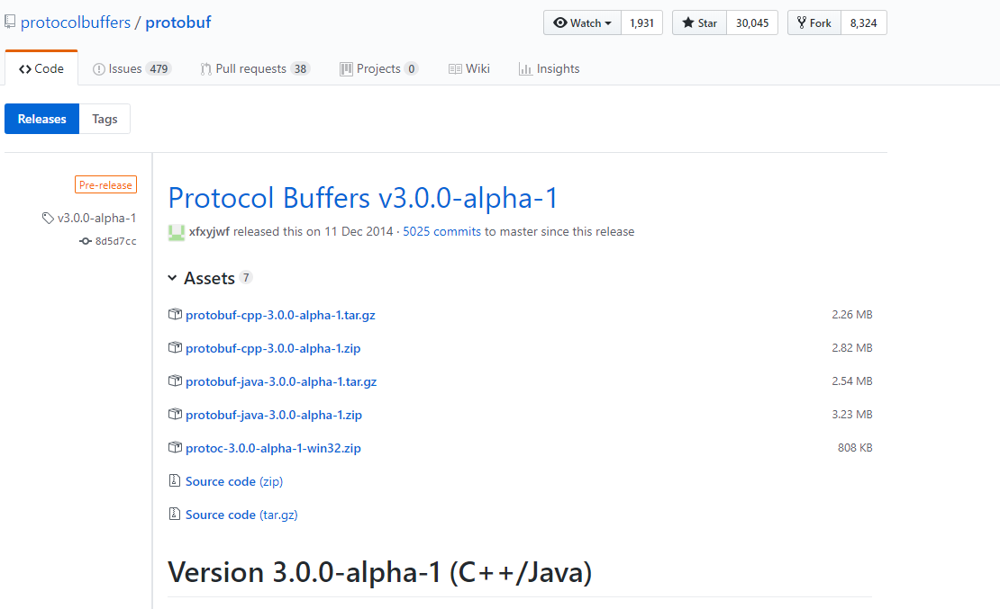 protocolbuffers / protobuf
Watch 1,931 Star 30,045 Fork 8,324
Code Issues 479 Pull requests 38 Projects 0 Wiki Insights
Releases Tags
Pre-release
v3.0.0-alpha-1
8d5d7cc
Protocol Buffers v3.0.0-alpha-1
xfxyjwf released this on 11 Dec 2014 · 5025 commits to master since this release
Assets 7
protobuf-cpp-3.0.0-alpha-1.tar.gz 2.26 MB
protobuf-cpp-3.0.0-alpha-1.zip 2.82 MB
protobuf-java-3.0.0-alpha-1.tar.gz 2.54 MB
protobuf-java-3.0.0-alpha-1.zip 3.23 MB
protoc-3.0.0-alpha-1-win32.zip 808 KB
Source code (zip)
Source code (tar.gz)
Version 3.0.0-alpha-1 (C++/Java)